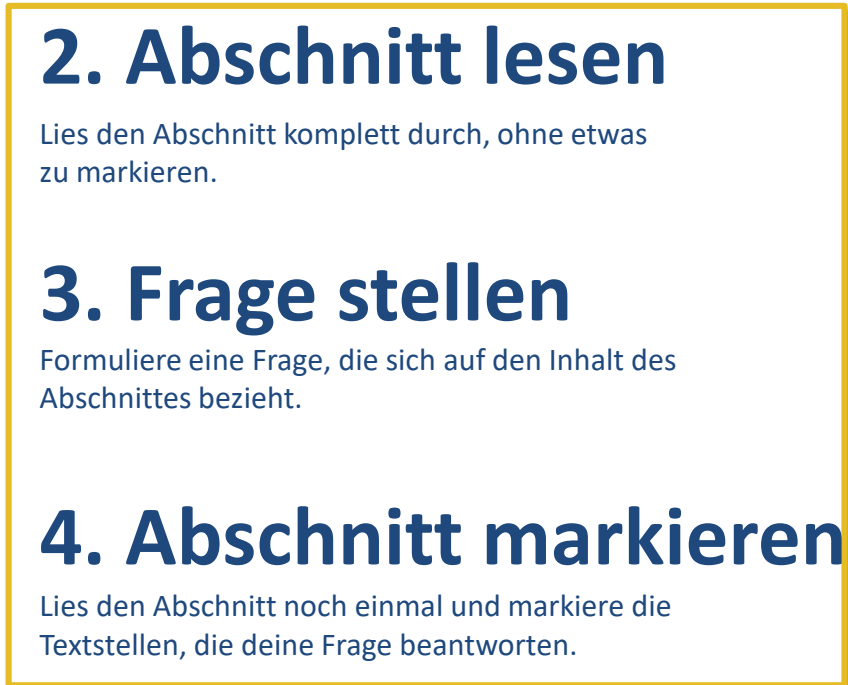 2. Abschnitt lesen
Lies den Abschnitt komplett durch, ohne etwas
zu markieren.
3. Frage stellen
Formuliere eine Frage, die sich auf den Inhalt des
Abschnittes bezieht.
4. Abschnitt markieren
Lies den Abschnitt noch einmal und markiere die
Textstellen, die deine Frage beantworten.